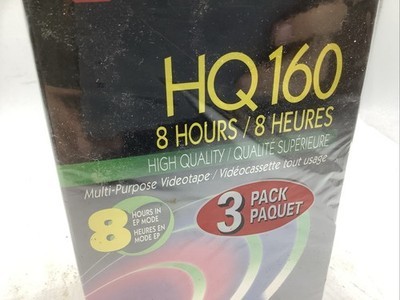 HQ 160
8 HOURS / 8 HEURES
HIGH QUALITY / QUALITÉ SUPÉRIEURE
Multi-Purpose Videotape / Vidéocassette tout usage
8 HOURS IN
EP MODE
HEURES EN
MODE EP
3 PACK
PAQUET